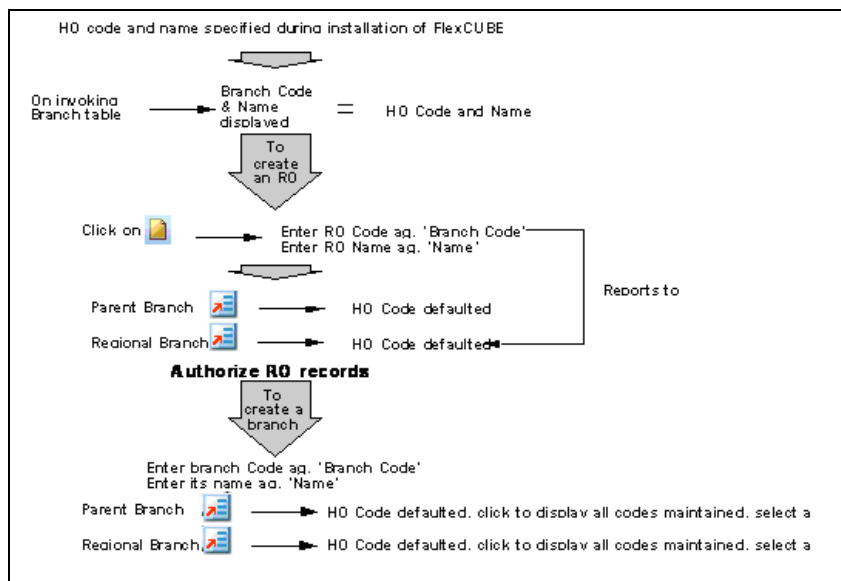 HO code and name specified during installation of FlexCUBE
On invoking
Branch table
Branch Code
& Name
displayed
=
HO Code and Name
To
create
an RO
Click on
Enter RO Code ag. 'Branch Code'
Enter RO Name ag. 'Name'
Reports to
Parent Branch
HO Code defaulted
Regional Branch
HO Code defaulted
Authorize RO records
To
create a
branch
Enter branch Code ag. 'Branch Code'
Enter its name ag. 'Name'
Parent Branch
HO Code defaulted, click to display all codes maintained, select a
Regional Branch
HO Code defaulted, click to display all codes maintained, select a